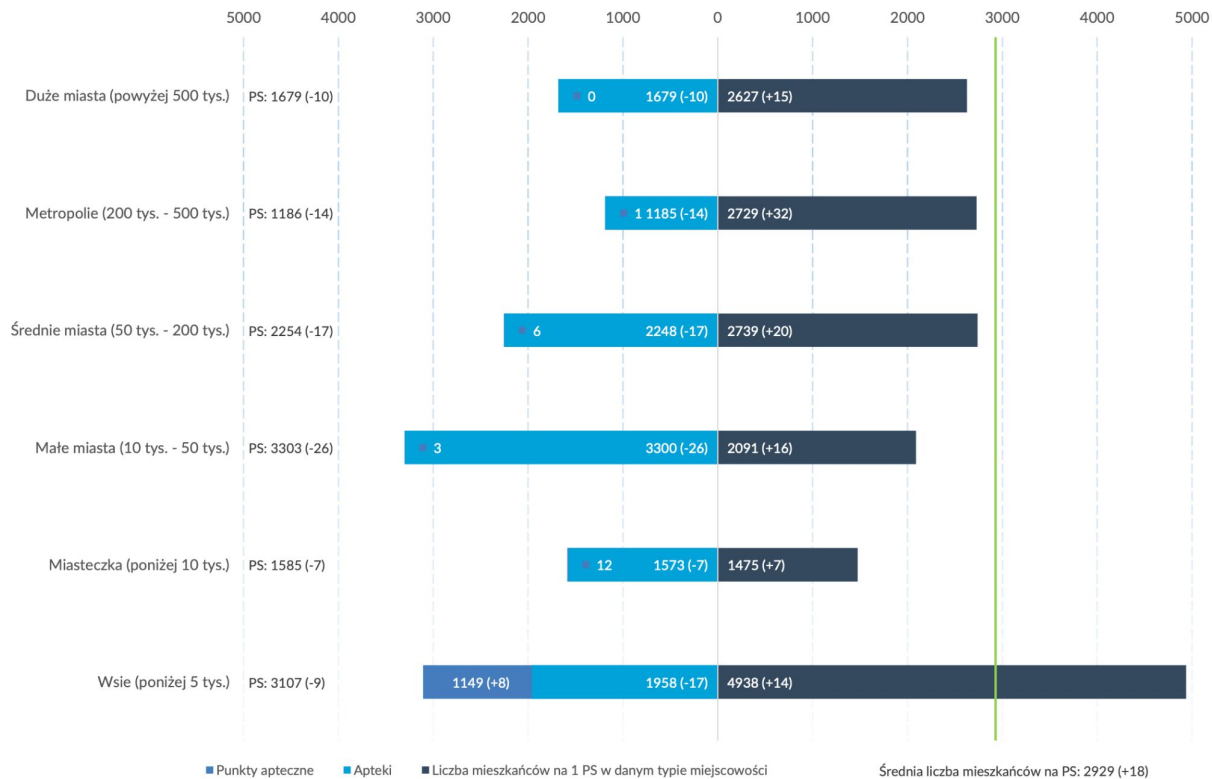 5000 4000 3000 2000 1000 0 1000 2000 3000 4000 5000
Duże miasta (powyżej 500 tys.) PS: 1679 (-10) 0 1679 (-10) 2627 (+15)
Metropolie (200 tys. - 500 tys.) PS: 1186 (-14) 1 1185 (-14) 2729 (+32)
Średnie miasta (50 tys. - 200 tys.) PS: 2254 (-17) 6 2248 (-17) 2739 (+20)
Małe miasta (10 tys. - 50 tys.) PS: 3303 (-26) 3 3300 (-26) 2091 (+16)
Miasteczka (poniżej 10 tys.) PS: 1585 (-7) 12 1573 (-7) 1475 (+7)
Wsie (poniżej 5 tys.) PS: 3107 (-9) 1149 (+8) 1958 (-17) 4938 (+14)
Punkty apteczne Apteki Liczba mieszkańców na 1 PS w danym typie miejscowości Średnia liczba mieszkańców na PS: 2929 (+18)